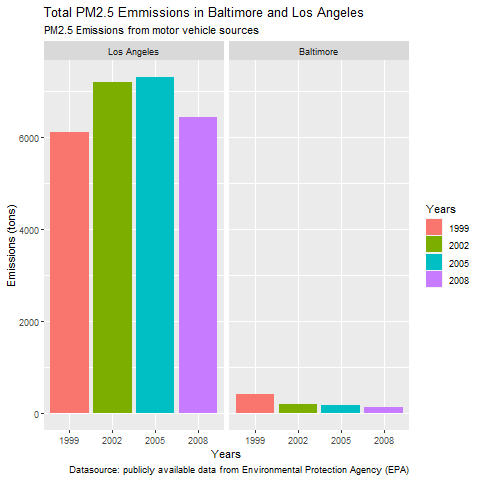 Total PM2.5 Emmissions in Baltimore and Los Angeles
PM2.5 Emissions from motor vehicle sources
Los Angeles
Baltimore
Emissions (tons)
6000
4000
2000
0
1999 2002 2005 2008
1999 2002 2005 2008
Years
Years
1999
2002
2005
2008
Datasource: publicly available data from Environmental Protection Agency (EPA)